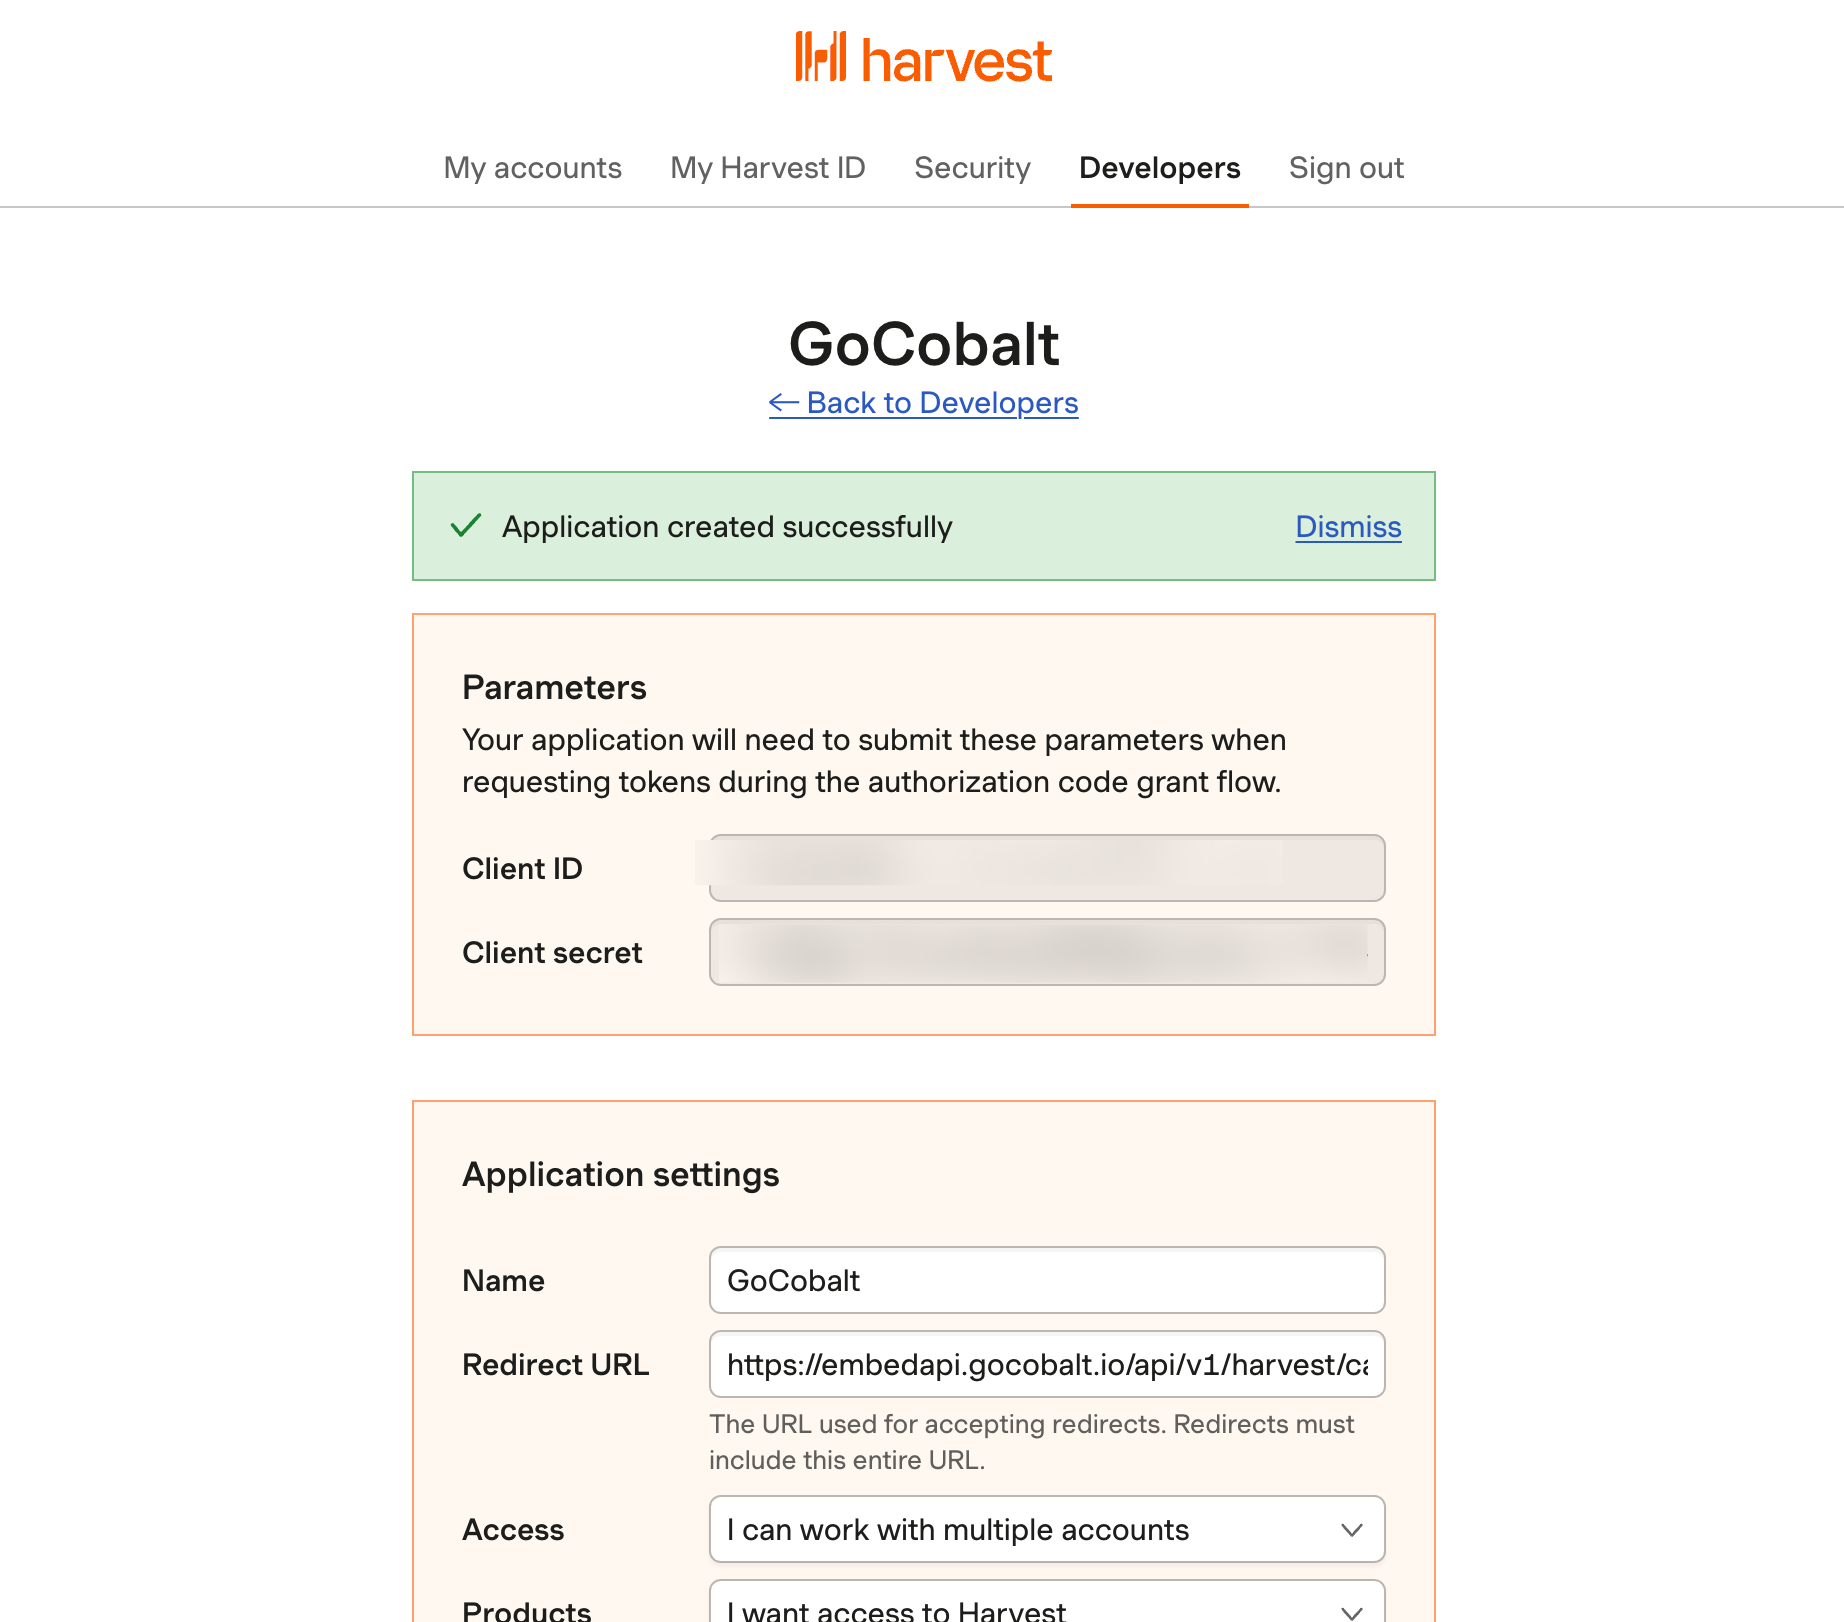 harvest
My accounts My Harvest ID Security Developers Sign out
GoCobalt
← Back to Developers
Application created successfully Dismiss
Parameters
Your application will need to submit these parameters when
requesting tokens during the authorization code grant flow.
Client ID
Client secret
Application settings
Name GoCobalt
Redirect URL https://embedapi.gocobalt.io/api/v1/harvest/ca
The URL used for accepting redirects. Redirects must
include this entire URL.
Access I can work with multiple accounts
Products I want access to Harvest